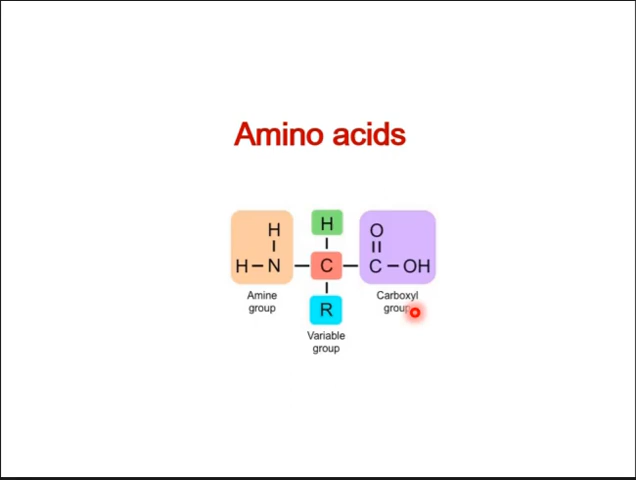 Amino acids
H H O
H N C C OH
R
Amine Carboxyl
group group
Variable
group